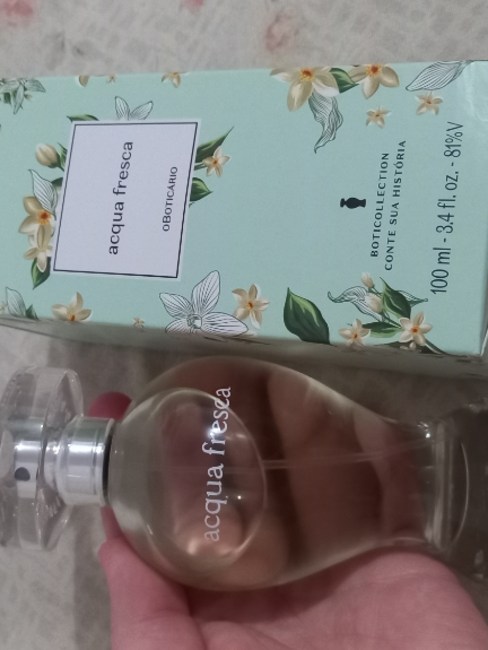 acqua fresca
oBOTICÁRIO
BOTICOLLECTION
CONTE SUA HISTÓRIA
100 ml - 3.4 fl. oz. - 81%V
acqua fresca